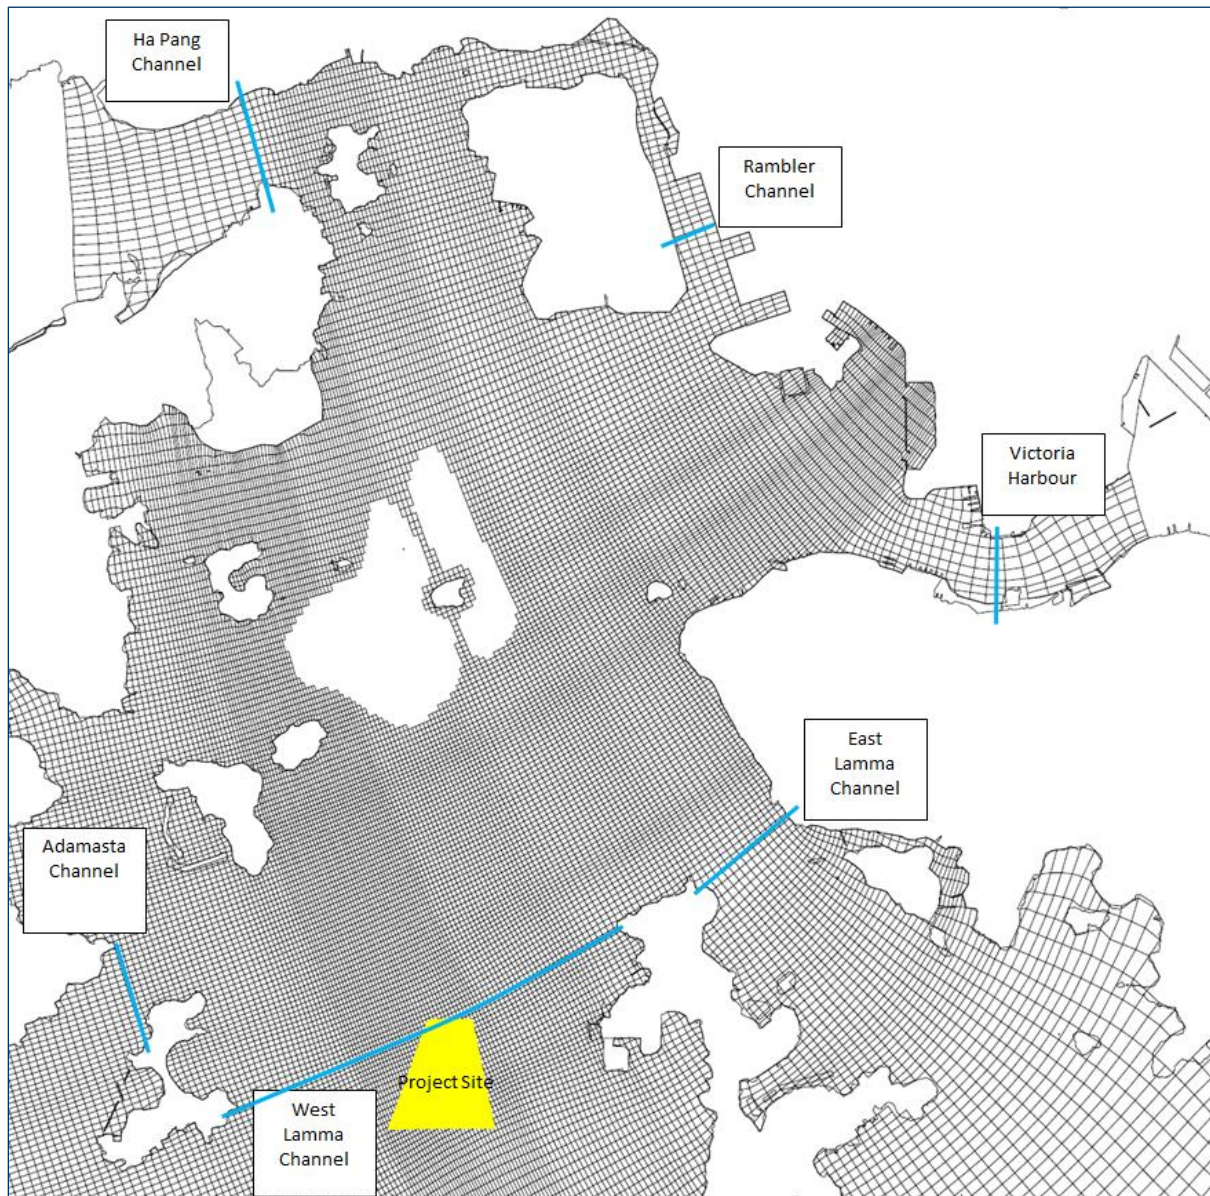 Ha Pang
Channel
Rambler
Channel
Victoria
Harbour
East
Lamma
Channel
Adamasta
Channel
Project Site
West
Lamma
Channel